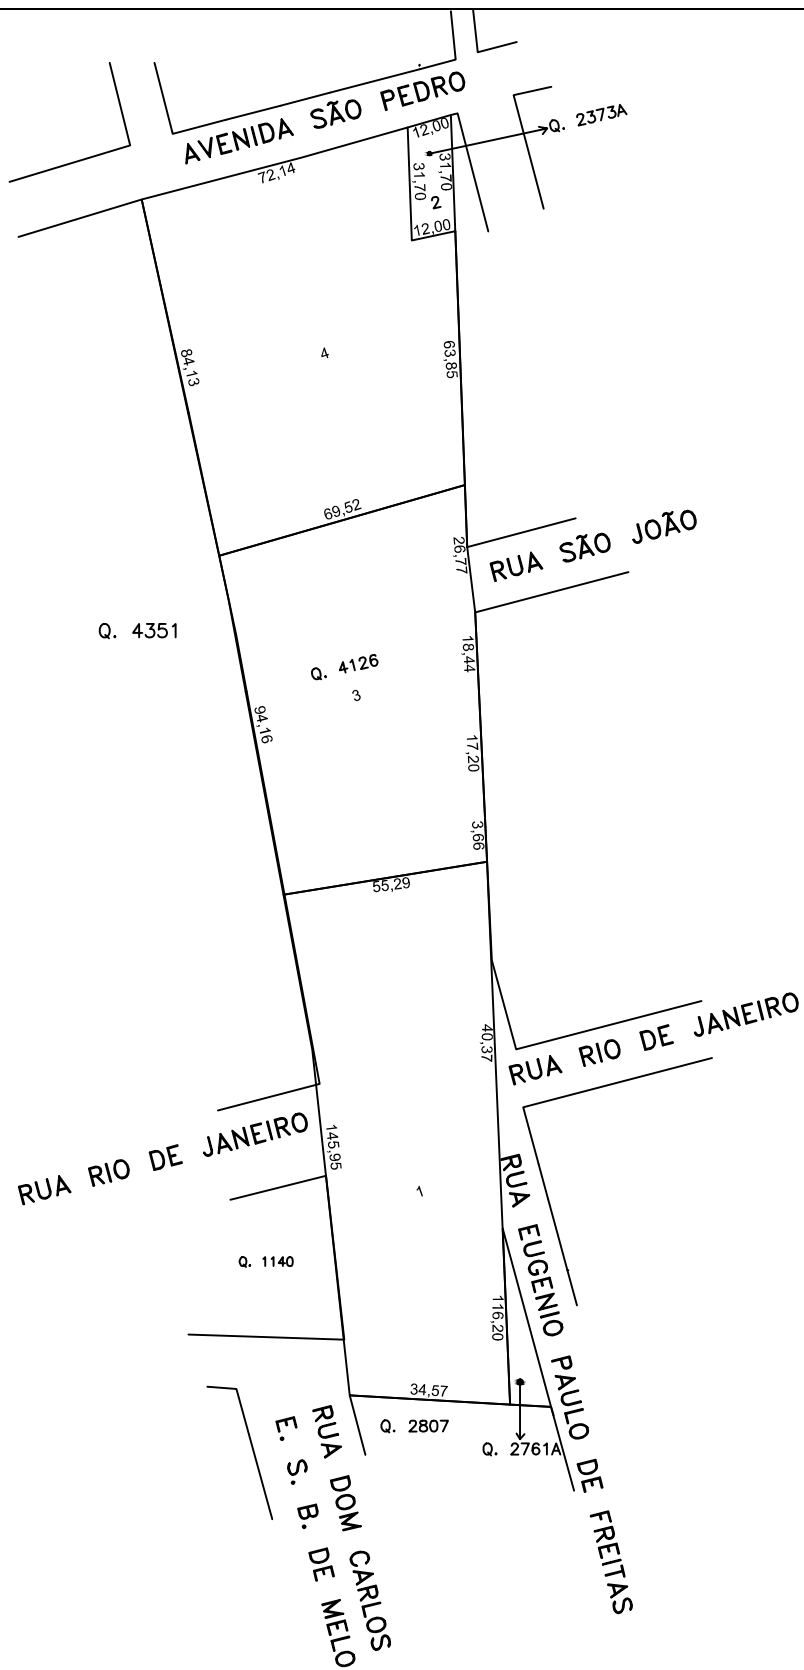 AVENIDA SÃO PEDRO
Q. 2373A
12,00
72,14
31,70
31,70
2
12,00
84,13
4
63,85
69,52
26,77
RUA SÃO JOÃO
Q. 4351
Q. 4126
3
18,44
94,16
17,20
3,66
55,29
40,37
RUA RIO DE JANEIRO
RUA RIO DE JANEIRO
145,95
1
RUA EUGENIO PAULO DE FREITAS
Q. 1140
116,20
34,57
Q. 2807
Q. 2761A
RUA DOM CARLOS
E. S. B. DE MELO